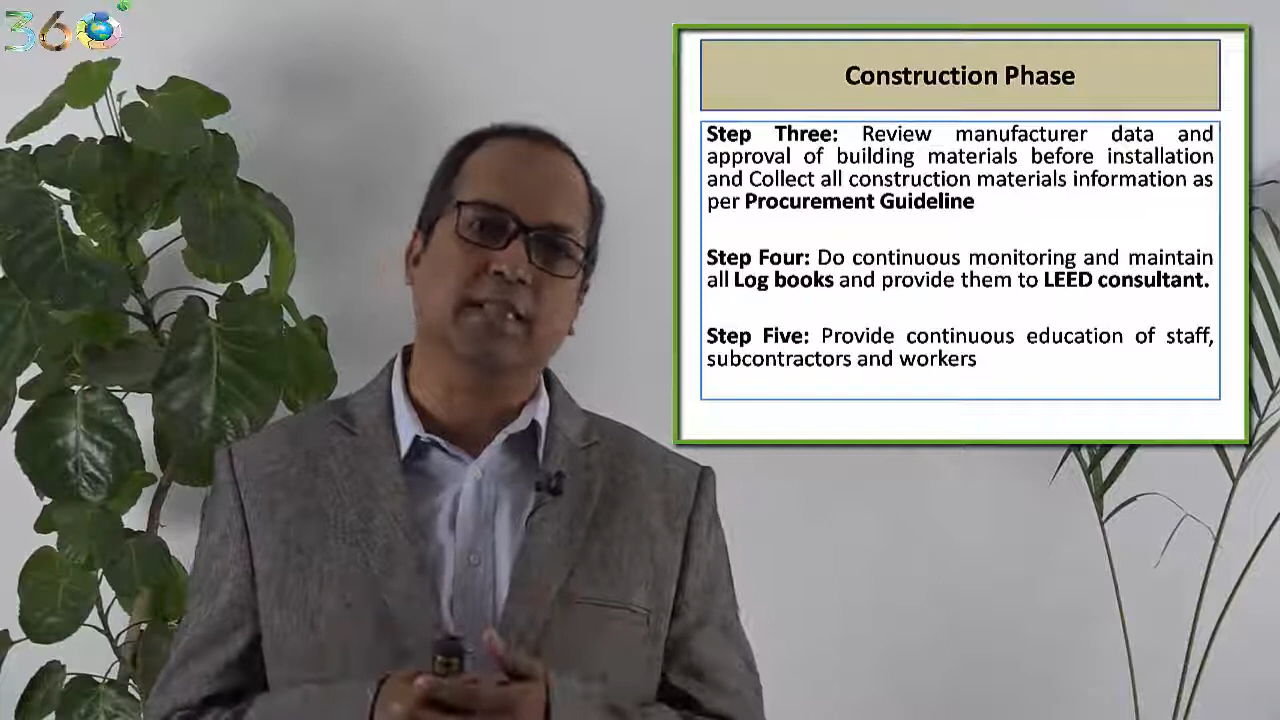 360
Construction Phase
Step Three: Review manufacturer data and
approval of building materials before installation
and Collect all construction materials information as
per Procurement Guideline
Step Four: Do continuous monitoring and maintain
all Log books and provide them to LEED consultant.
Step Five: Provide continuous education of staff,
subcontractors and workers